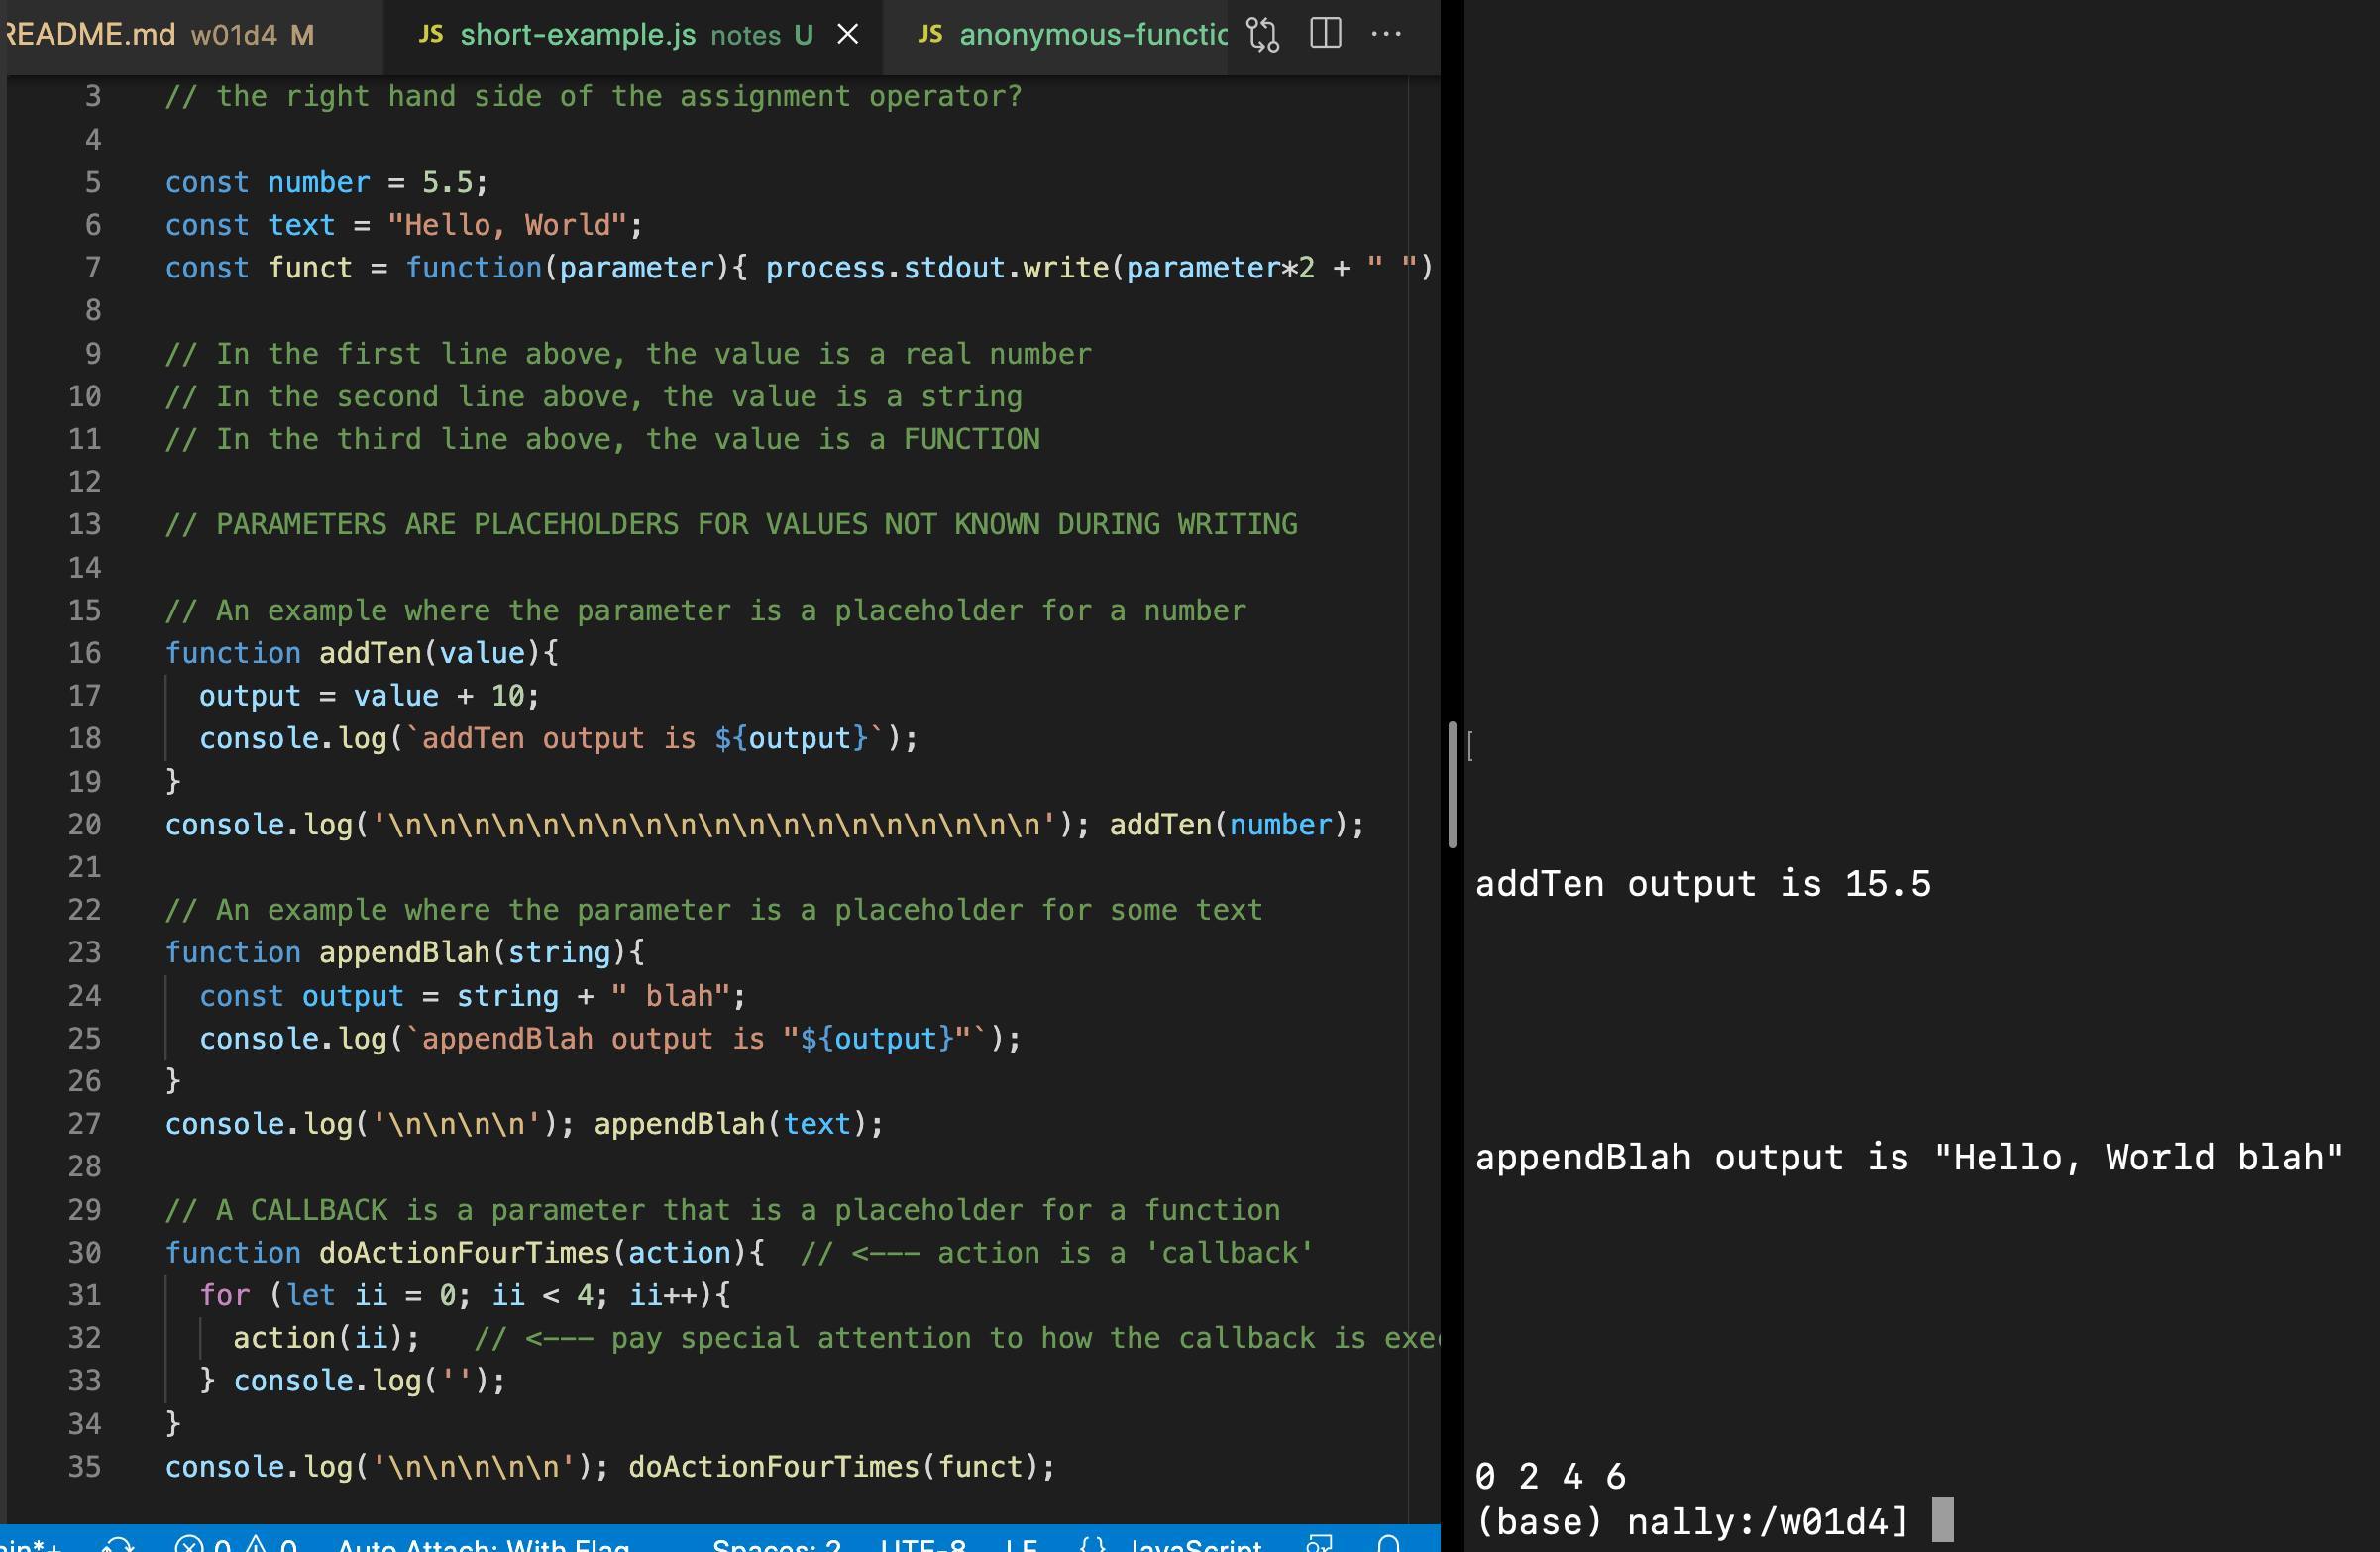 README.md w01d4 M JS short-example.js notes U × JS anonymous-functio ...
3 // the right hand side of the assignment operator?
4
5 const number = 5.5;
6 const text = "Hello, World";
7 const funct = function(parameter){ process.stdout.write(parameter*2 + " ")
8
9 // In the first line above, the value is a real number
10 // In the second line above, the value is a string
11 // In the third line above, the value is a FUNCTION
12
13 // PARAMETERS ARE PLACEHOLDERS FOR VALUES NOT KNOWN DURING WRITING
14
15 // An example where the parameter is a placeholder for a number
16 function addTen(value){
17 output = value + 10;
18 console.log(`addTen output is ${output}`);
19 }
20 console.log('\n\n\n\n\n\n\n\n\n\n\n\n\n\n\n\n\n\n\n'); addTen(number);
21
22 // An example where the parameter is a placeholder for some text
23 function appendBlah(string){
24 const output = string + " blah";
25 console.log(`appendBlah output is "${output}"`);
26 }
27 console.log('\n\n\n\n'); appendBlah(text);
28
29 // A CALLBACK is a parameter that is a placeholder for a function
30 function doActionFourTimes(action){ // <--- action is a 'callback'
31 for (let ii = 0; ii < 4; ii++){
32 action(ii); // <--- pay special attention to how the callback is exe
33 } console.log('');
34 }
35 console.log('\n\n\n\n\n'); doActionFourTimes(funct);
0 0 Auto Attach: With Flag Spaces: 2 UTF-8 LF {} JavaScript
[
addTen output is 15.5
appendBlah output is "Hello, World blah"
0 2 4 6
(base) nally:/w01d4]